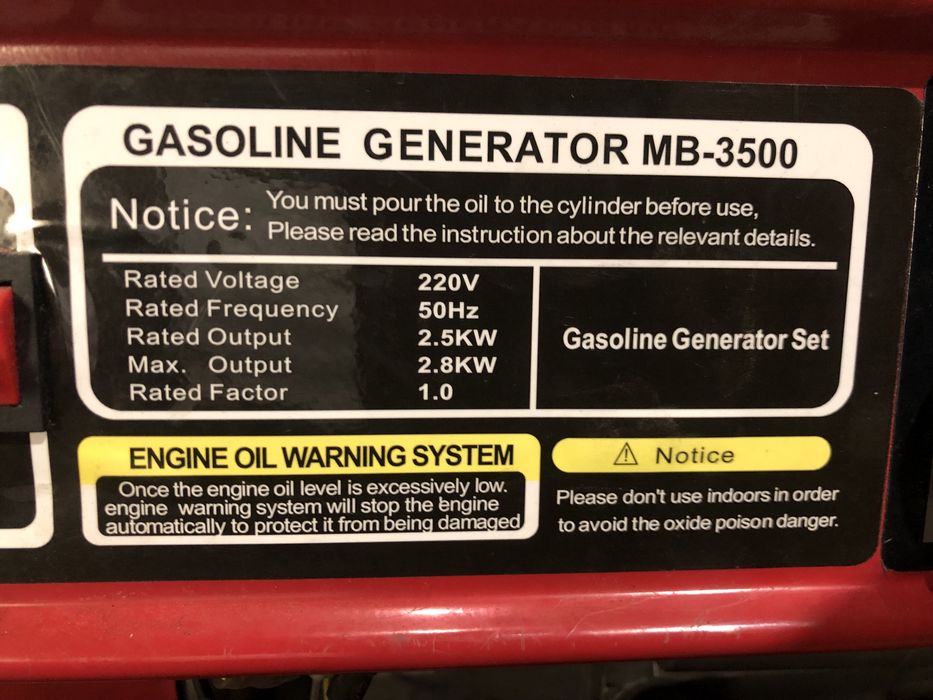 GASOLINE GENERATOR MB-3500
Notice: You must pour the oil to the cylinder before use,
Please read the instruction about the relevant details.
Rated Voltage 220V
Rated Frequency 50Hz
Rated Output 2.5KW
Max. Output 2.8KW
Rated Factor 1.0
Gasoline Generator Set
ENGINE OIL WARNING SYSTEM
Once the engine oil level is excessively low.
engine warning system will stop the engine
automatically to protect it from being damaged
Notice
Please don't use indoors in order
to avoid the oxide poison danger.